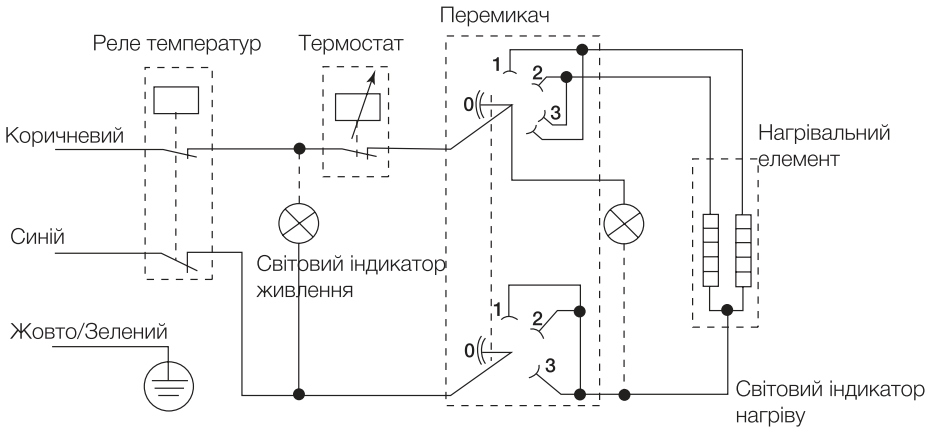 Перемикач
Реле температур
Термостат
1
2
0
3
Коричневий
Нагрівальний
елемент
Синій
Світовий індикатор
живлення
1
2
Жовто/Зелений
0
3
Світовий індикатор
нагріву